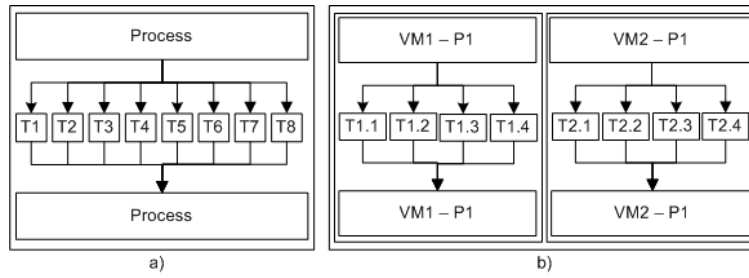 Process
T1 T2 T3 T4 T5 T6 T7 T8
Process
a)
VM1 – P1
T1.1 T1.2 T1.3 T1.4
VM1 – P1
VM2 – P1
T2.1 T2.2 T2.3 T2.4
VM2 – P1
b)